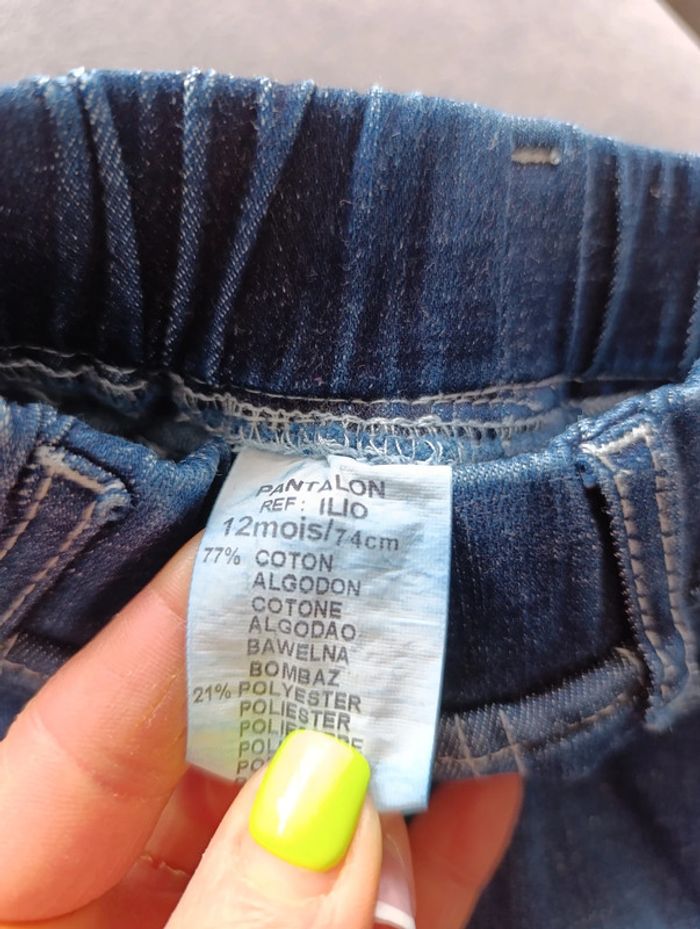 PANTALON
REF: ILIO
12mois/74cm
77% COTON
ALGODON
COTONE
ALGODAO
BAWELNA
BOMBAZ
21% POLYESTER
POLIESTER